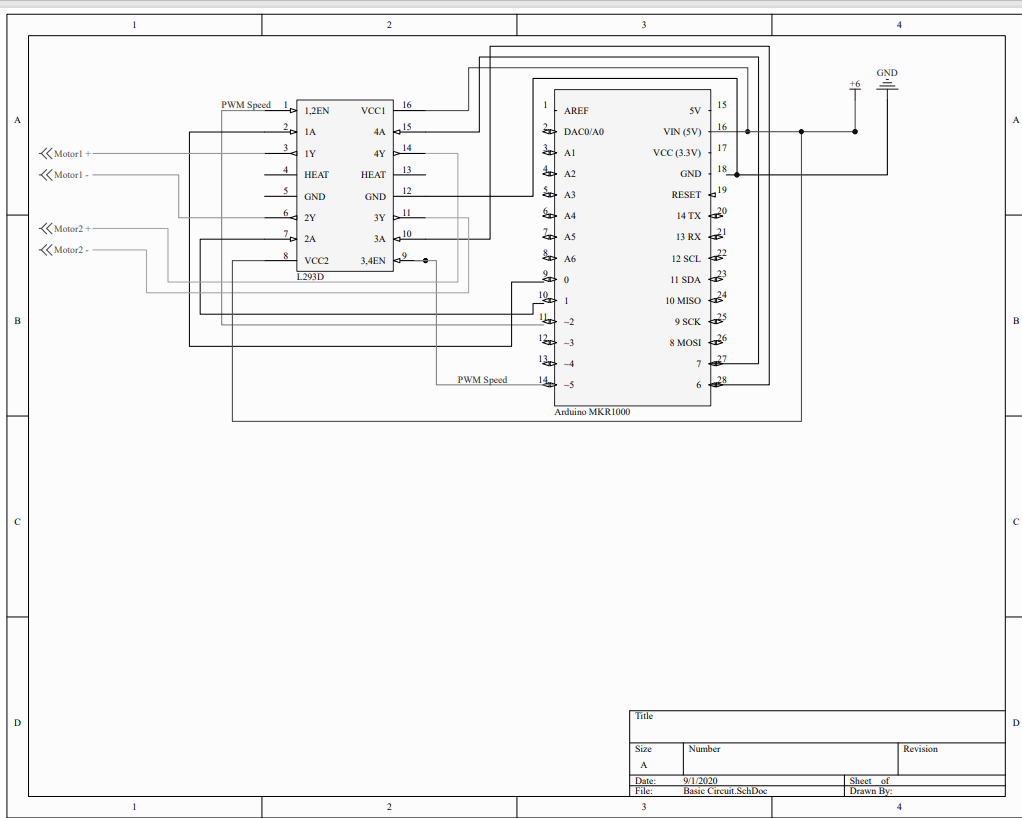 1 2 3 4
A A
B B
C C
D D
1 2 3 4
+6 GND
PWM Speed
Motor1 +
Motor1 -
Motor2 +
Motor2 -
1 1,2EN VCC1 16
2 1A 4A 15
3 1Y 4Y 14
4 HEAT HEAT 13
5 GND GND 12
6 2Y 3Y 11
7 2A 3A 10
8 VCC2 3,4EN 9
L293D
PWM Speed
1 AREF 5V 15
2 DAC0/A0 VIN (5V) 16
3 A1 VCC (3.3V) 17
4 A2 GND 18
5 A3 RESET 19
6 A4 14 TX 20
7 A5 13 RX 21
8 A6 12 SCL 22
9 0 11 SDA 23
10 1 10 MISO 24
11 ~2 9 SCK 25
12 ~3 8 MOSI 26
13 ~4 7 27
14 ~5 6 28
Arduino MKR1000
Title
Size Number Revision
A
Date: 9/1/2020 Sheet of
File: Basic Circuit.SchDoc Drawn By: